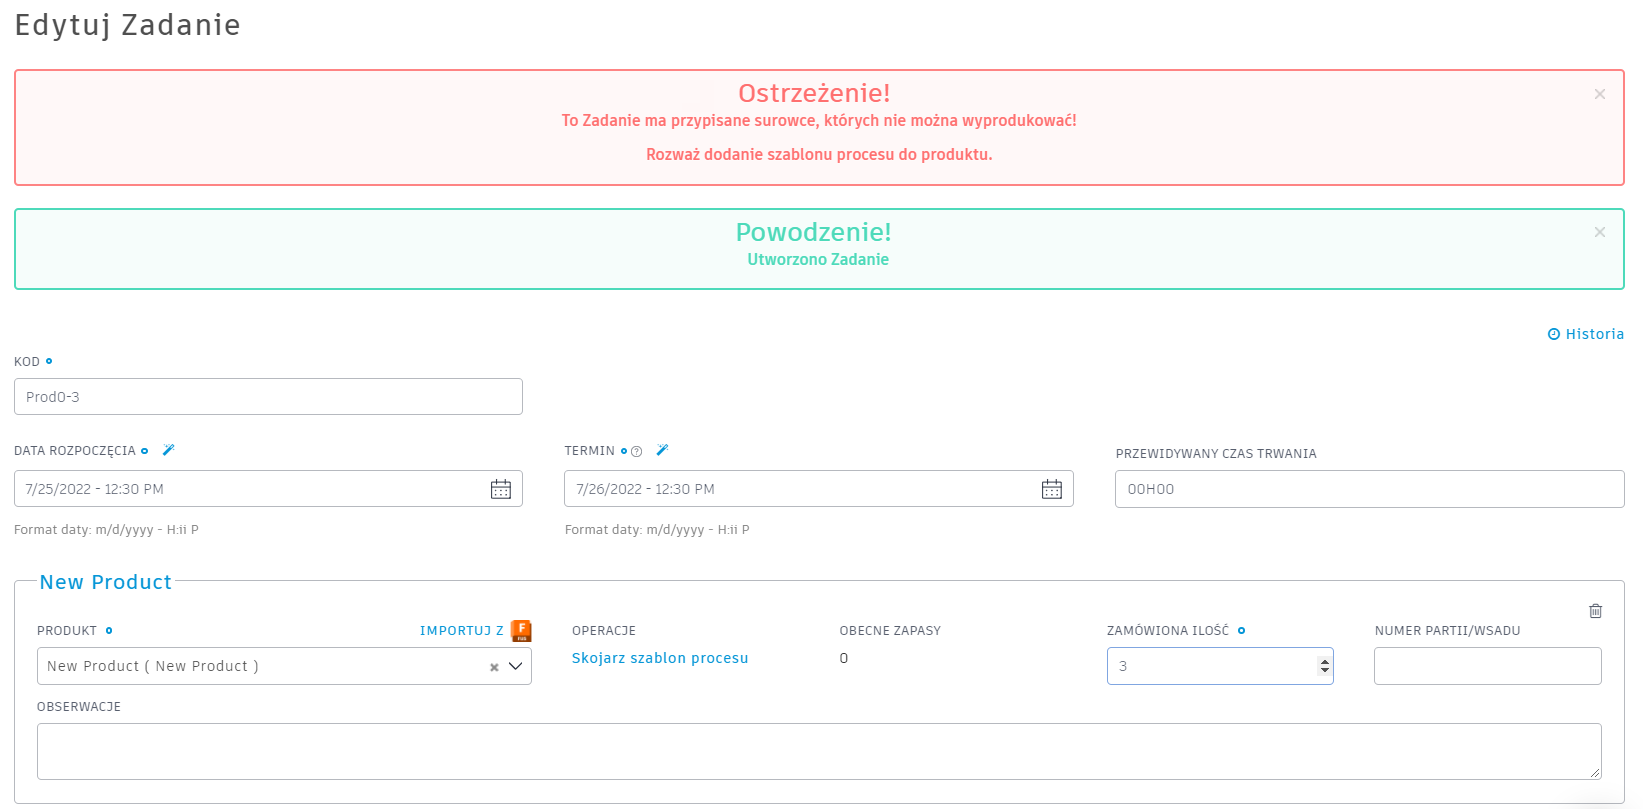 Edytuj Zadanie
Ostrzeżenie!
To Zadanie ma przypisane surowce, których nie można wyprodukować!
Rozważ dodanie szablonu procesu do produktu.
Powodzenie!
Utworzono Zadanie
Historia
KOD
Prod0-3
DATA ROZPOCZĘCIA TERMIN PRZEWIDYWANY CZAS TRWANIA
7/25/2022 - 12:30 PM 7/26/2022 - 12:30 PM 00H00
Format daty: m/d/yyyy - H:ii P Format daty: m/d/yyyy - H:ii P
New Product
PRODUKT IMPORTUJ Z OPERACJE OBECNE ZAPASY ZAMÓWIONA ILOŚĆ NUMER PARTII/WSADU
New Product ( New Product ) Skojarz szablon procesu 0 3
OBSERWACJE